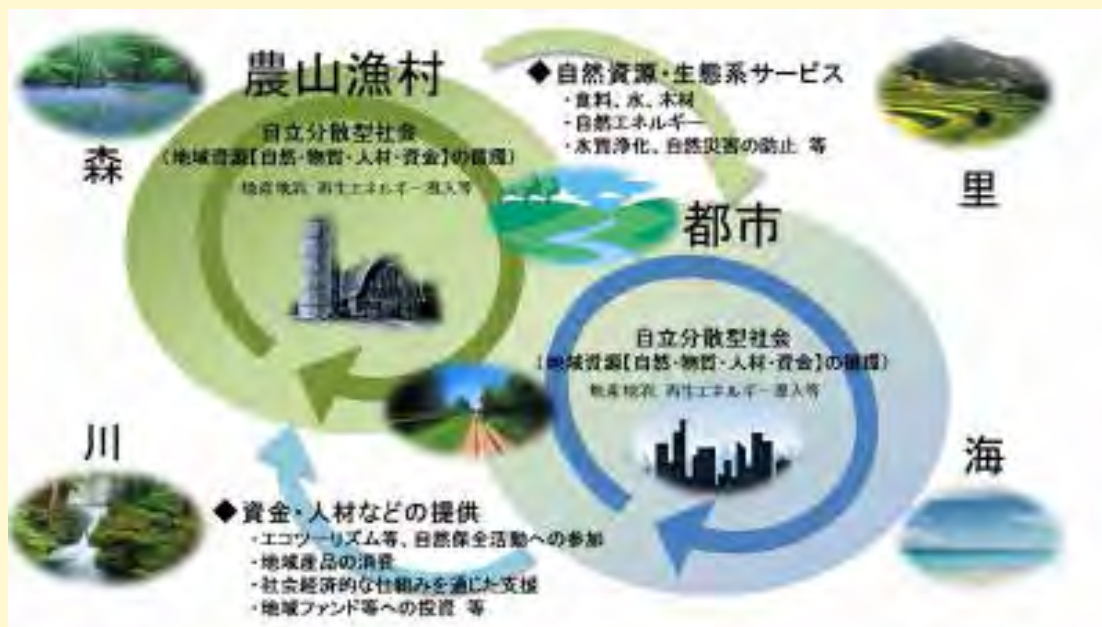 農山漁村
自立分散型社会
(地域資源【自然・物質・人材・資金】の循環)
地産地消、再生エネルギー導入等
森
◆自然資源・生態系サービス
・食料、水、木材
・自然エネルギー
・水質浄化、自然災害の防止 等
里
都市
自立分散型社会
(地域資源【自然・物質・人材・資金】の循環)
地産地消、再生エネルギー導入等
川
◆資金・人材などの提供
・エコツーリズム等、自然保全活動への参加
・地域産品の消費
・社会経済的な仕組みを通じた支援
・地域ファンド等への投資 等
海